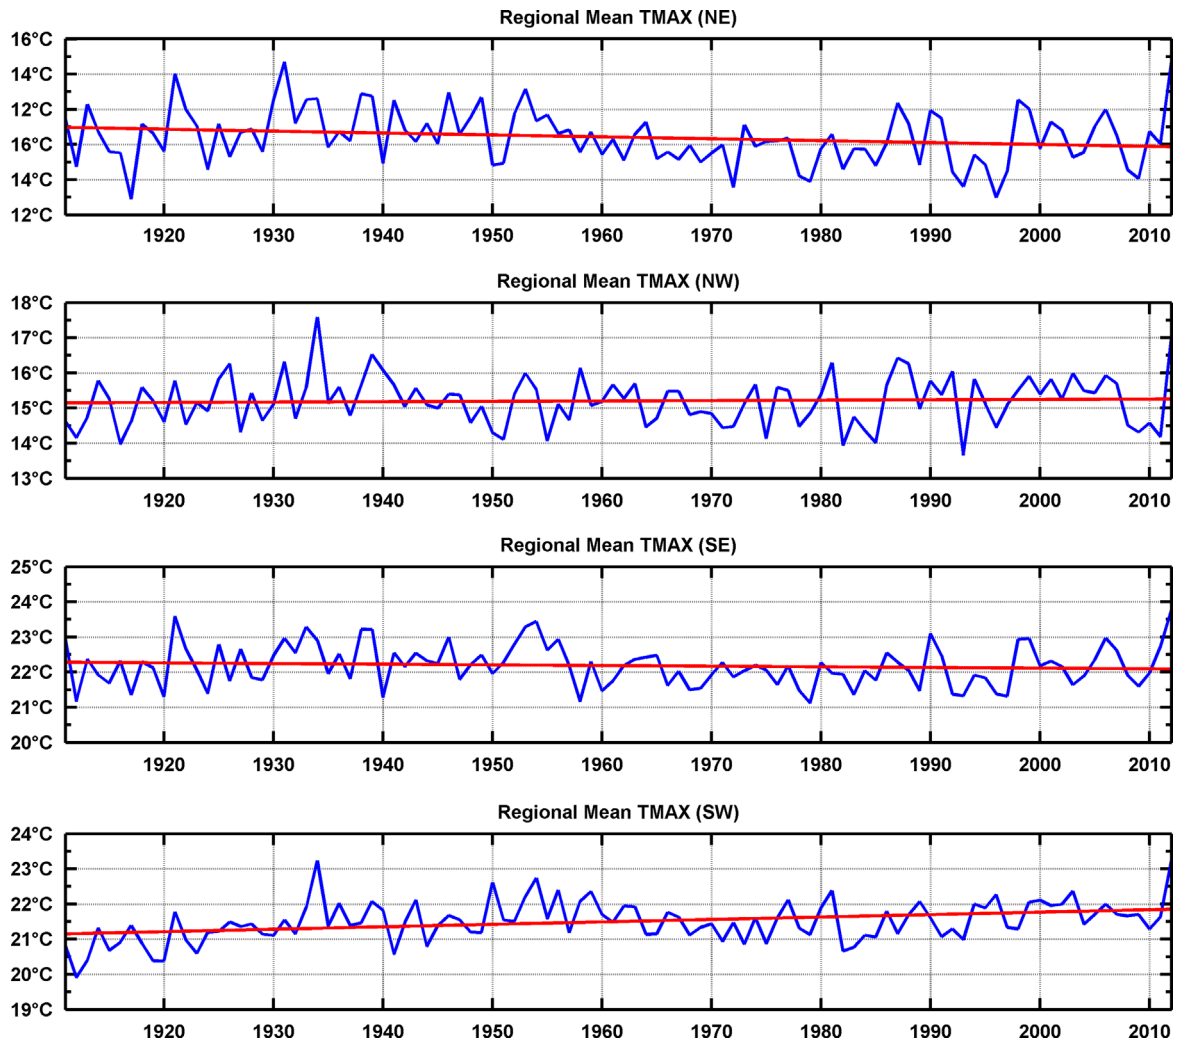 Regional Mean TMAX (NE)
16°C
14°C
12°C
16°C
14°C
12°C
1920 1930 1940 1950 1960 1970 1980 1990 2000 2010
Regional Mean TMAX (NW)
18°C
17°C
16°C
15°C
14°C
13°C
1920 1930 1940 1950 1960 1970 1980 1990 2000 2010
Regional Mean TMAX (SE)
25°C
24°C
23°C
22°C
21°C
20°C
1920 1930 1940 1950 1960 1970 1980 1990 2000 2010
Regional Mean TMAX (SW)
24°C
23°C
22°C
21°C
20°C
19°C
1920 1930 1940 1950 1960 1970 1980 1990 2000 2010